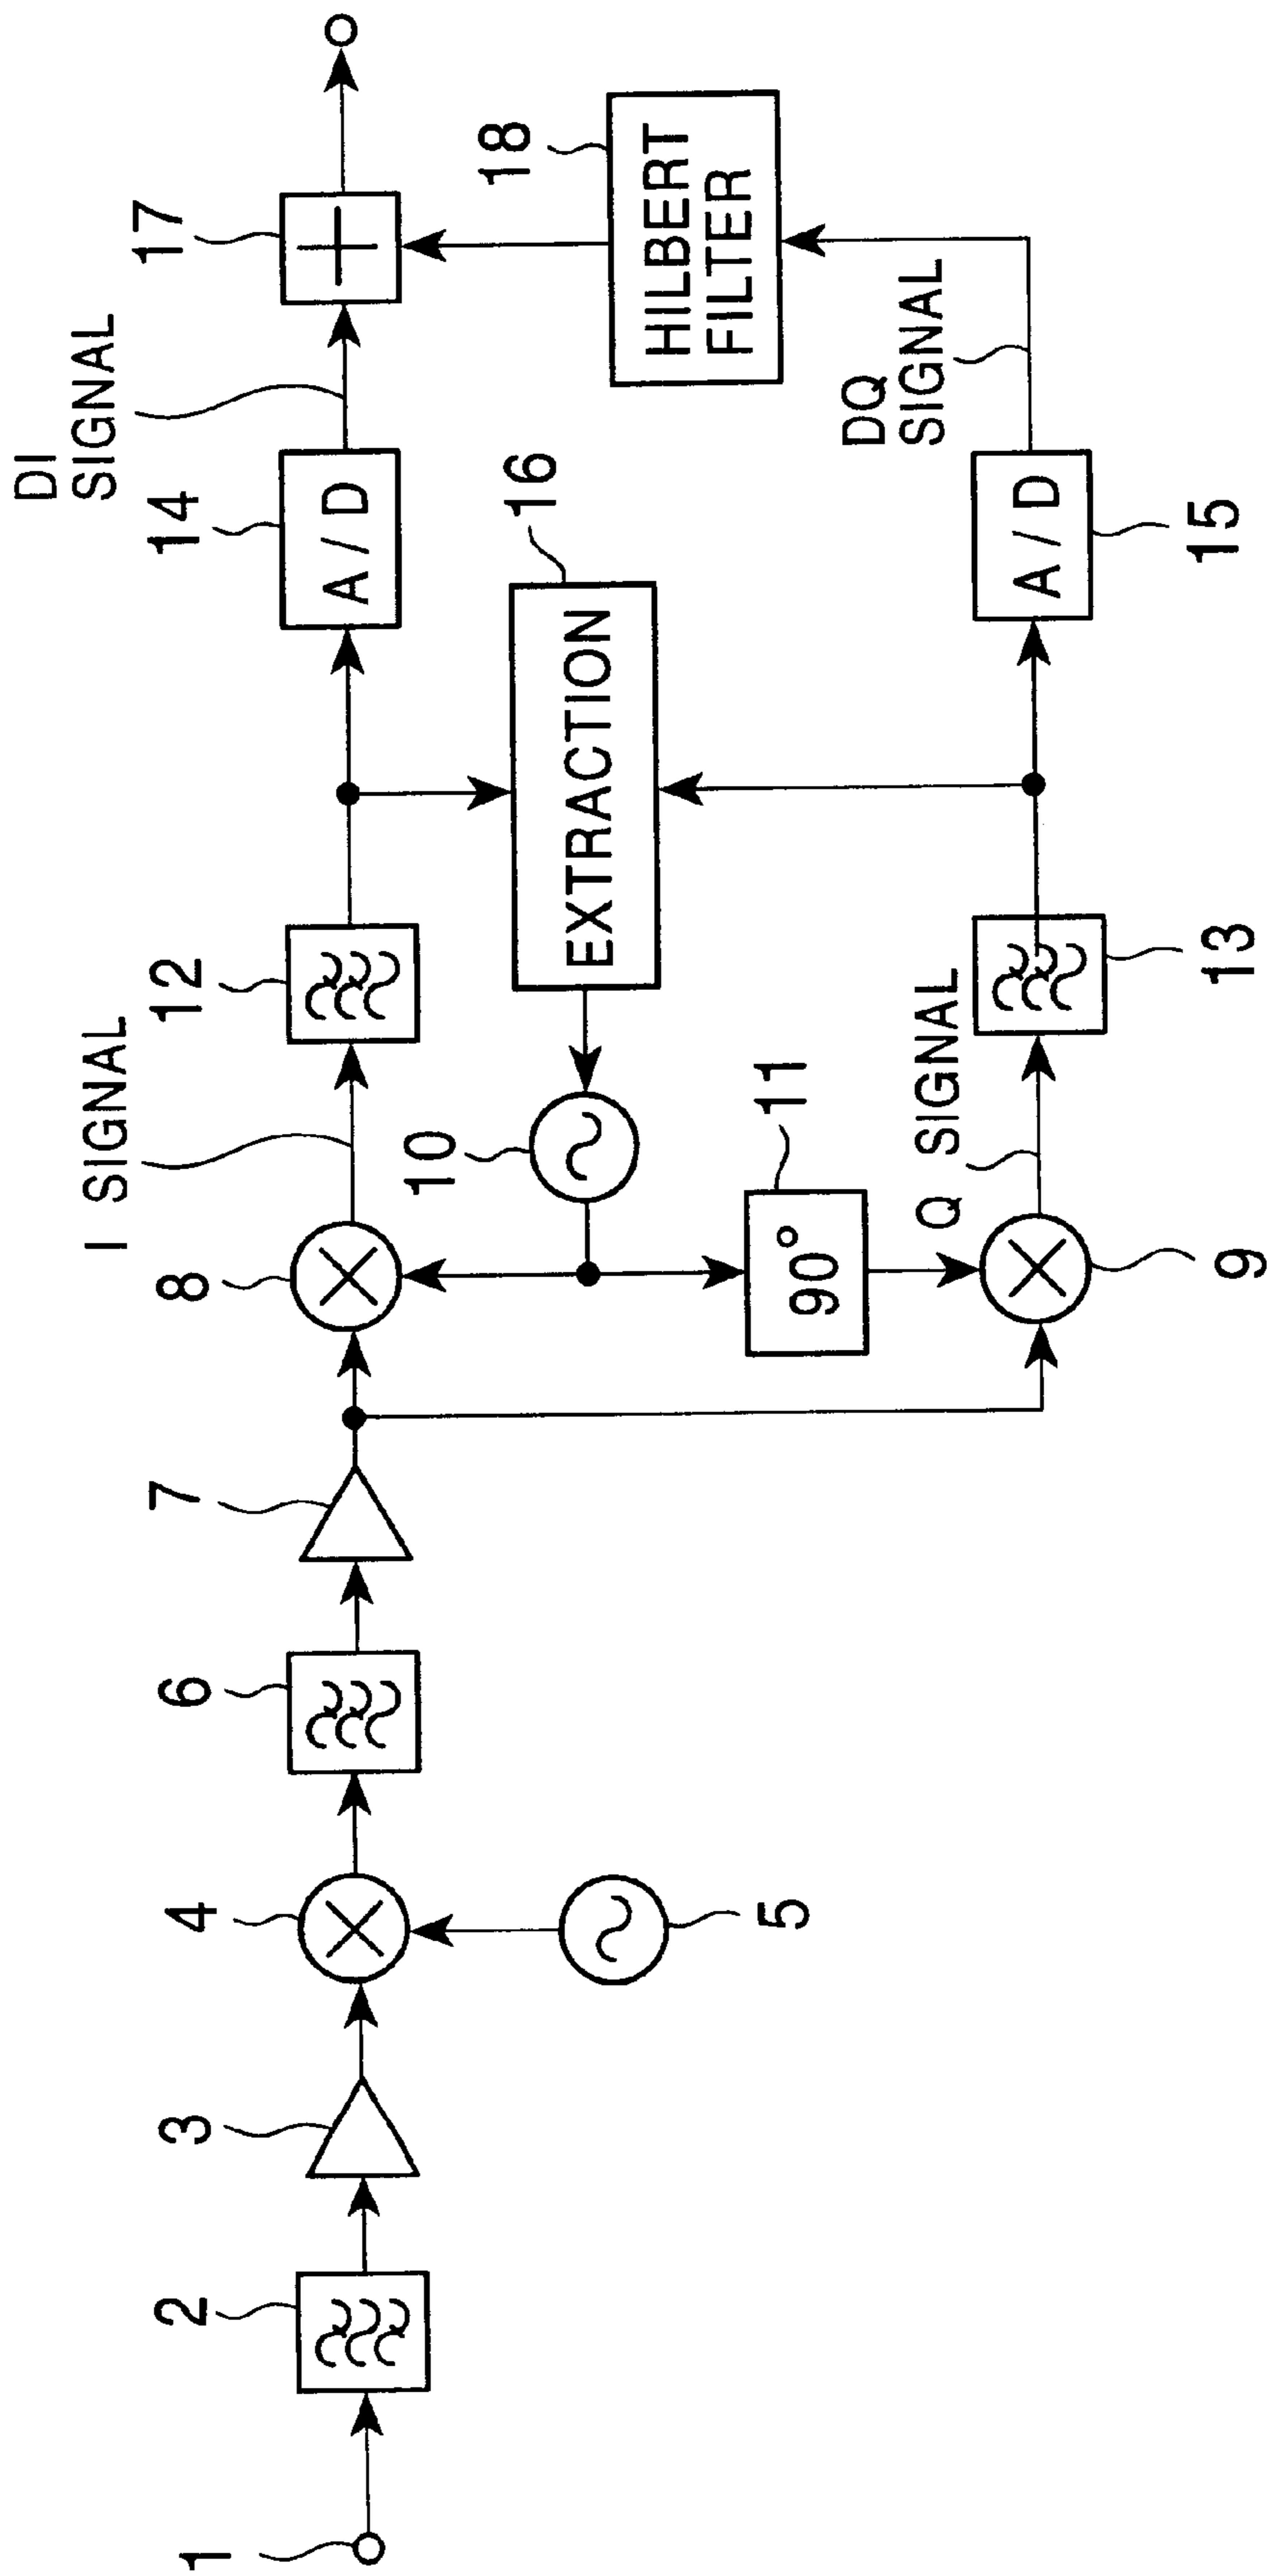 1
2
3
4
5
6
7
8
I SIGNAL
12
DI
SIGNAL
14
A/D
17
+
10
EXTRACTION
16
18
HILBERT
FILTER
11
90°
9
Q SIGNAL
13
A/D
15
DQ
SIGNAL